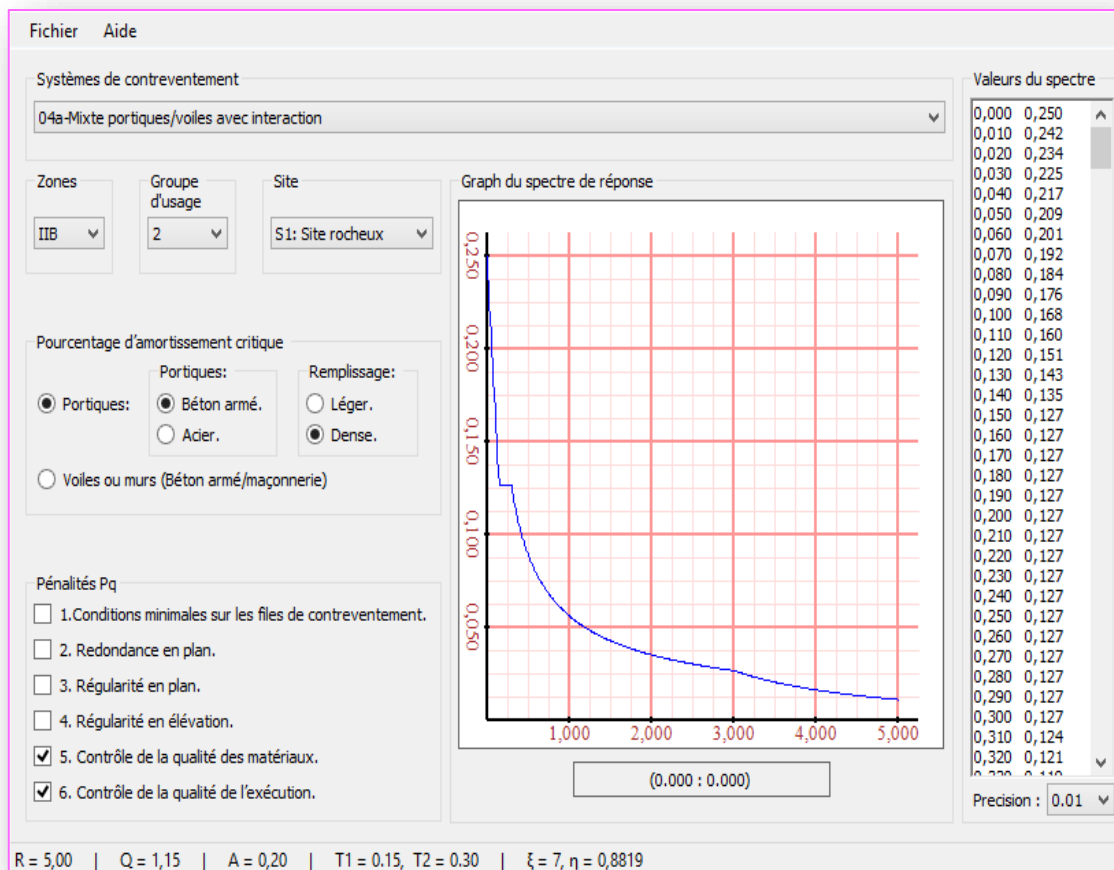 Fichier Aide
Systèmes de contreventement
04a-Mixte portiques/voiles avec interaction
Zones
IIB
Groupe
d'usage
2
Site
S1: Site rocheux
Pourcentage d'amortissement critique
Portiques:
Portiques:
Béton armé.
Acier.
Remplissage:
Léger.
Dense.
Voiles ou murs (Béton armé/maçonnerie)
Pénalités Pq
1.Conditions minimales sur les files de contreventement.
2. Redondance en plan.
3. Régularité en plan.
4. Régularité en élévation.
5. Contrôle de la qualité des matériaux.
6. Contrôle de la qualité de l'exécution.
Graph du spectre de réponse
0,250
0,200
0,150
0,100
0,050
1,000 2,000 3,000 4,000 5,000
(0.000 : 0.000)
Valeurs du spectre
0,000 0,250
0,010 0,242
0,020 0,234
0,030 0,225
0,040 0,217
0,050 0,209
0,060 0,201
0,070 0,192
0,080 0,184
0,090 0,176
0,100 0,168
0,110 0,160
0,120 0,151
0,130 0,143
0,140 0,135
0,150 0,127
0,160 0,127
0,170 0,127
0,180 0,127
0,190 0,127
0,200 0,127
0,210 0,127
0,220 0,127
0,230 0,127
0,240 0,127
0,250 0,127
0,260 0,127
0,270 0,127
0,280 0,127
0,290 0,127
0,300 0,127
0,310 0,124
0,320 0,121
Precision : 0.01
R = 5,00 | Q = 1,15 | A = 0,20 | T1 = 0.15, T2 = 0.30 | ξ = 7, η = 0,8819